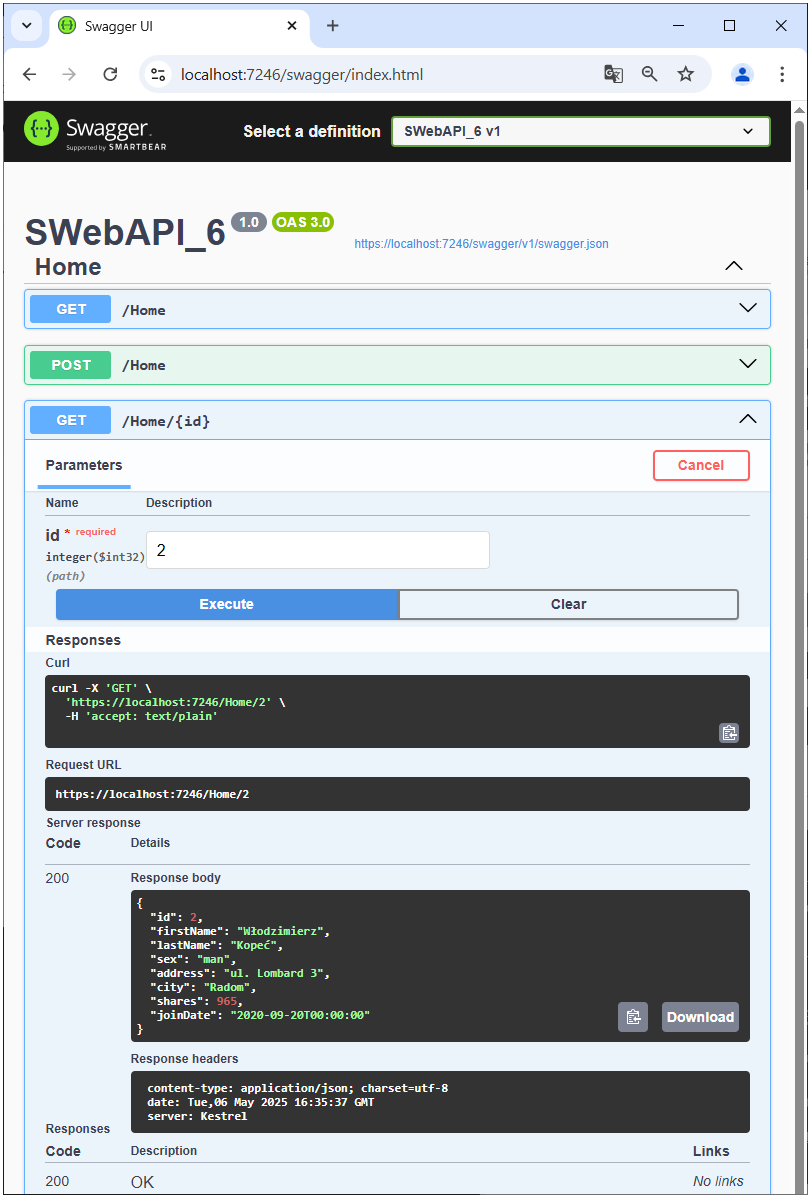 Swagger UI
localhost:7246/swagger/index.html
Swagger.
Supported by SMARTBEAR
Select a definition
SWebAPI_6 v1
SWebAPI_6 1.0 OAS 3.0
https://localhost:7246/swagger/v1/swagger.json
Home
GET /Home
POST /Home
GET /Home/{id}
Parameters Cancel
Name Description
id * required
integer($int32) 2
(path)
Execute Clear
Responses
Curl
curl -X 'GET' \
'https://localhost:7246/Home/2' \
-H 'accept: text/plain'
Request URL
https://localhost:7246/Home/2
Server response
Code Details
200 Response body
{
"id": 2,
"firstName": "Włodzimierz",
"lastName": "Kopeć",
"sex": "man",
"address": "ul. Lombard 3",
"city": "Radom",
"shares": 965,
"joinDate": "2020-09-20T00:00:00"
}
Download
Response headers
content-type: application/json; charset=utf-8
date: Tue,06 May 2025 16:35:37 GMT
server: Kestrel
Responses
Code Description Links
200 OK No links